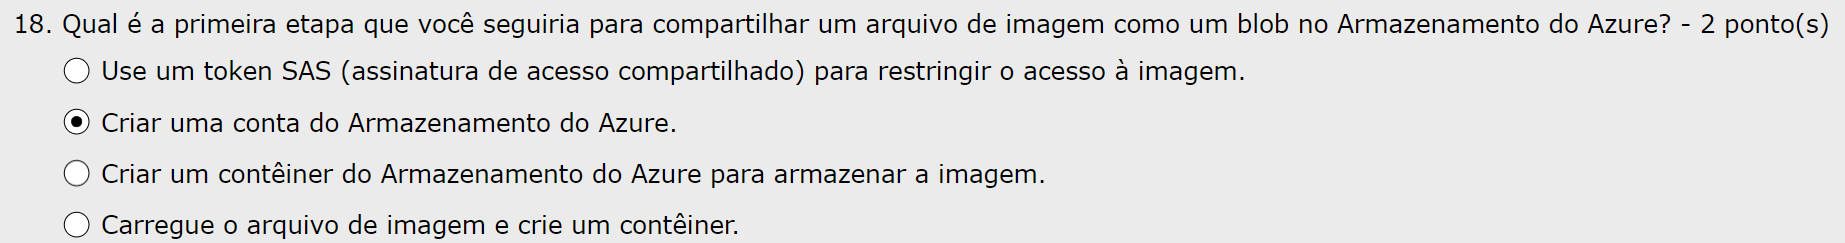 18. Qual é a primeira etapa que você seguiria para compartilhar um arquivo de imagem como um blob no Armazenamento do Azure? - 2 ponto(s)
Use um token SAS (assinatura de acesso compartilhado) para restringir o acesso à imagem.
Criar uma conta do Armazenamento do Azure.
Criar um contêiner do Armazenamento do Azure para armazenar a imagem.
Carregue o arquivo de imagem e crie um contêiner.